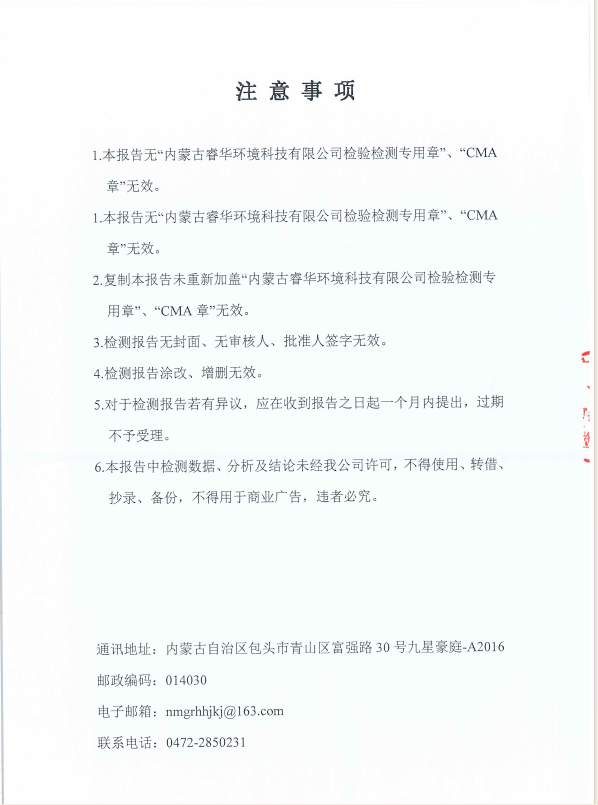 注意事项
1.本报告无“内蒙古睿华环境科技有限公司检验检测专用章”、“CMA
章”无效。
1.本报告无“内蒙古睿华环境科技有限公司检验检测专用章”、“CMA
章”无效。
2.复制本报告未重新加盖“内蒙古睿华环境科技有限公司检验检测专
用章”、“CMA 章”无效。
3.检测报告无封面、无审核人、批准人签字无效。
4.检测报告涂改、增删无效。
5.对于检测报告若有异议，应在收到报告之日起一个月内提出，过期
不予受理。
6.本报告中检测数据、分析及结论未经我公司许可，不得使用、转借、
抄录、备份，不得用于商业广告，违者必究。
通讯地址：内蒙古自治区包头市青山区富强路 30 号九星豪庭-A2016
邮政编码：014030
电子邮箱：nmgrhhjkj@163.com
联系电话：0472-2850231